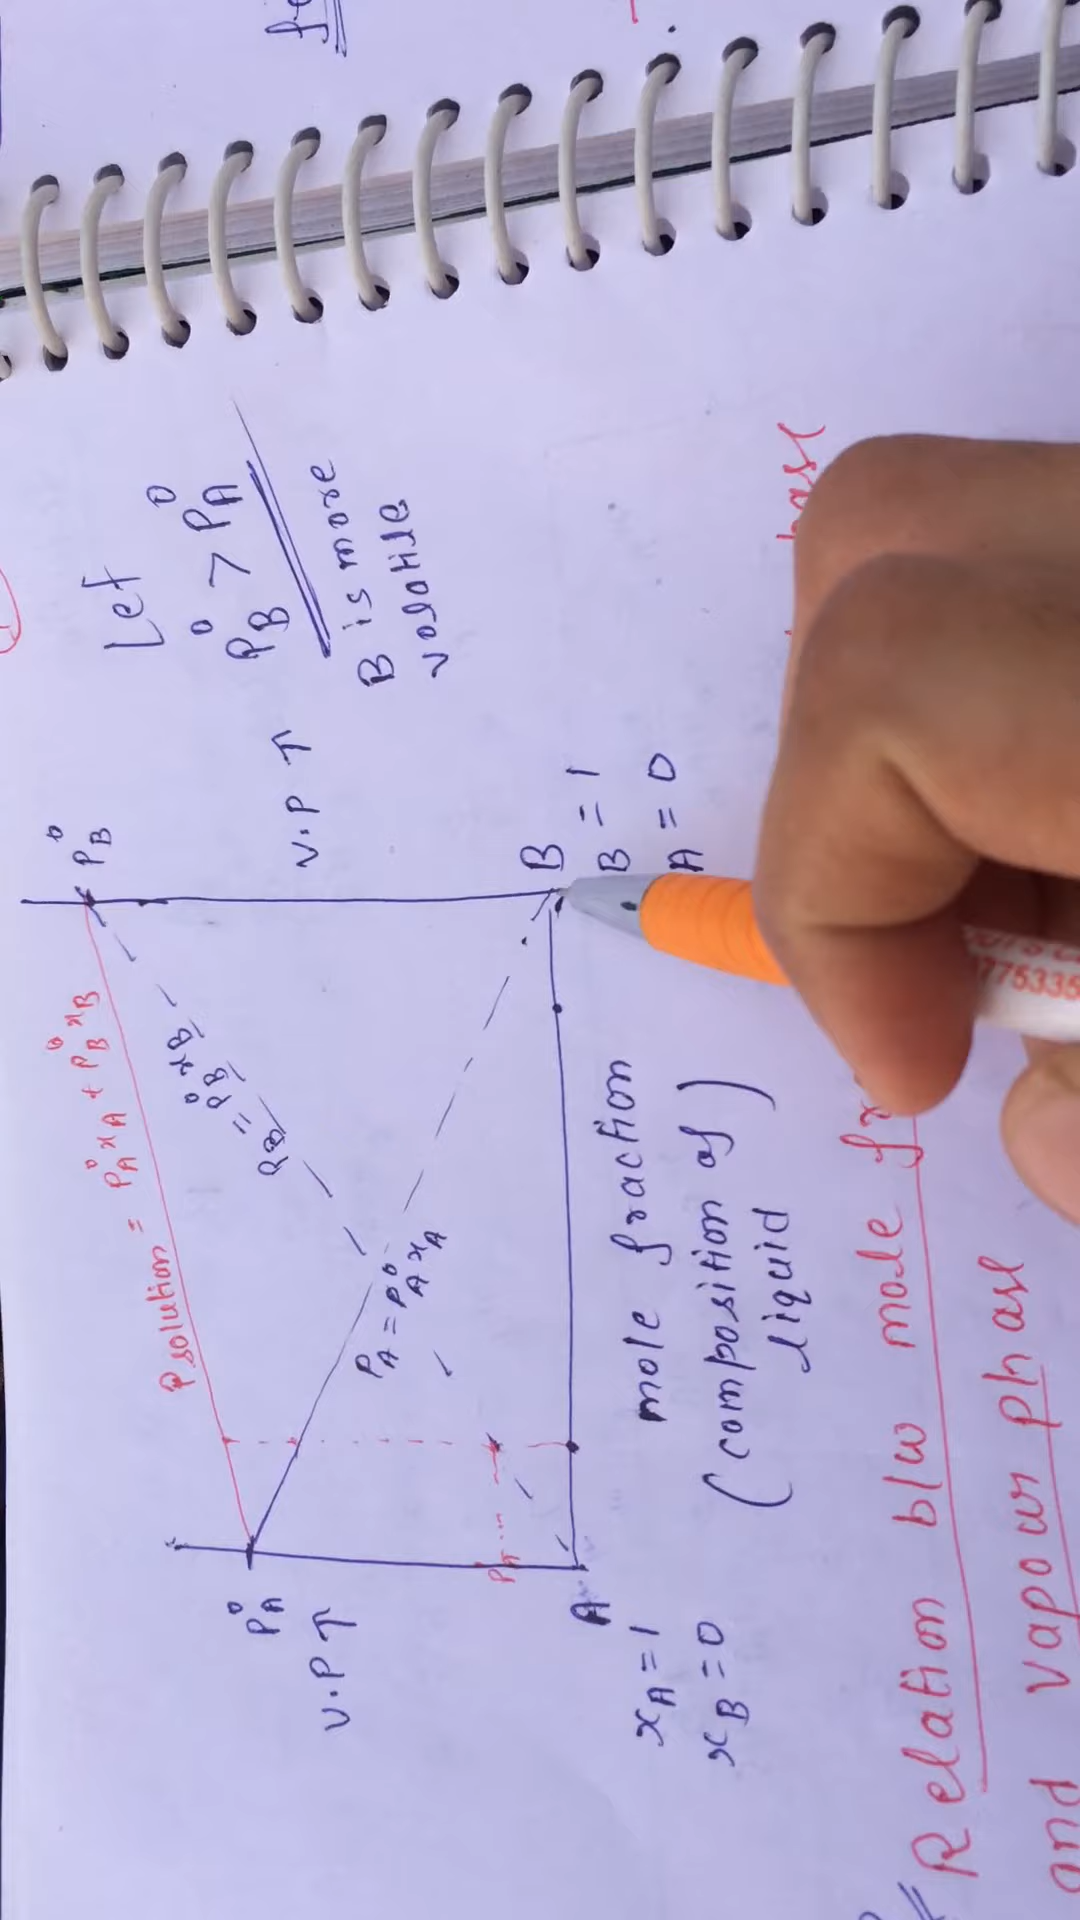 Let
P°B > P°A
B is more
volatile
P°B
P°A
V.P ↑
V.P ↑
Psolution = P°A xA + P°B xB
PB = P°B xB
PA = P°A xA
A
B
xA = 1
xB = 0
B = 1
A = 0
mole fraction
(composition of
liquid)
Relation b/w mole
and vapour phase